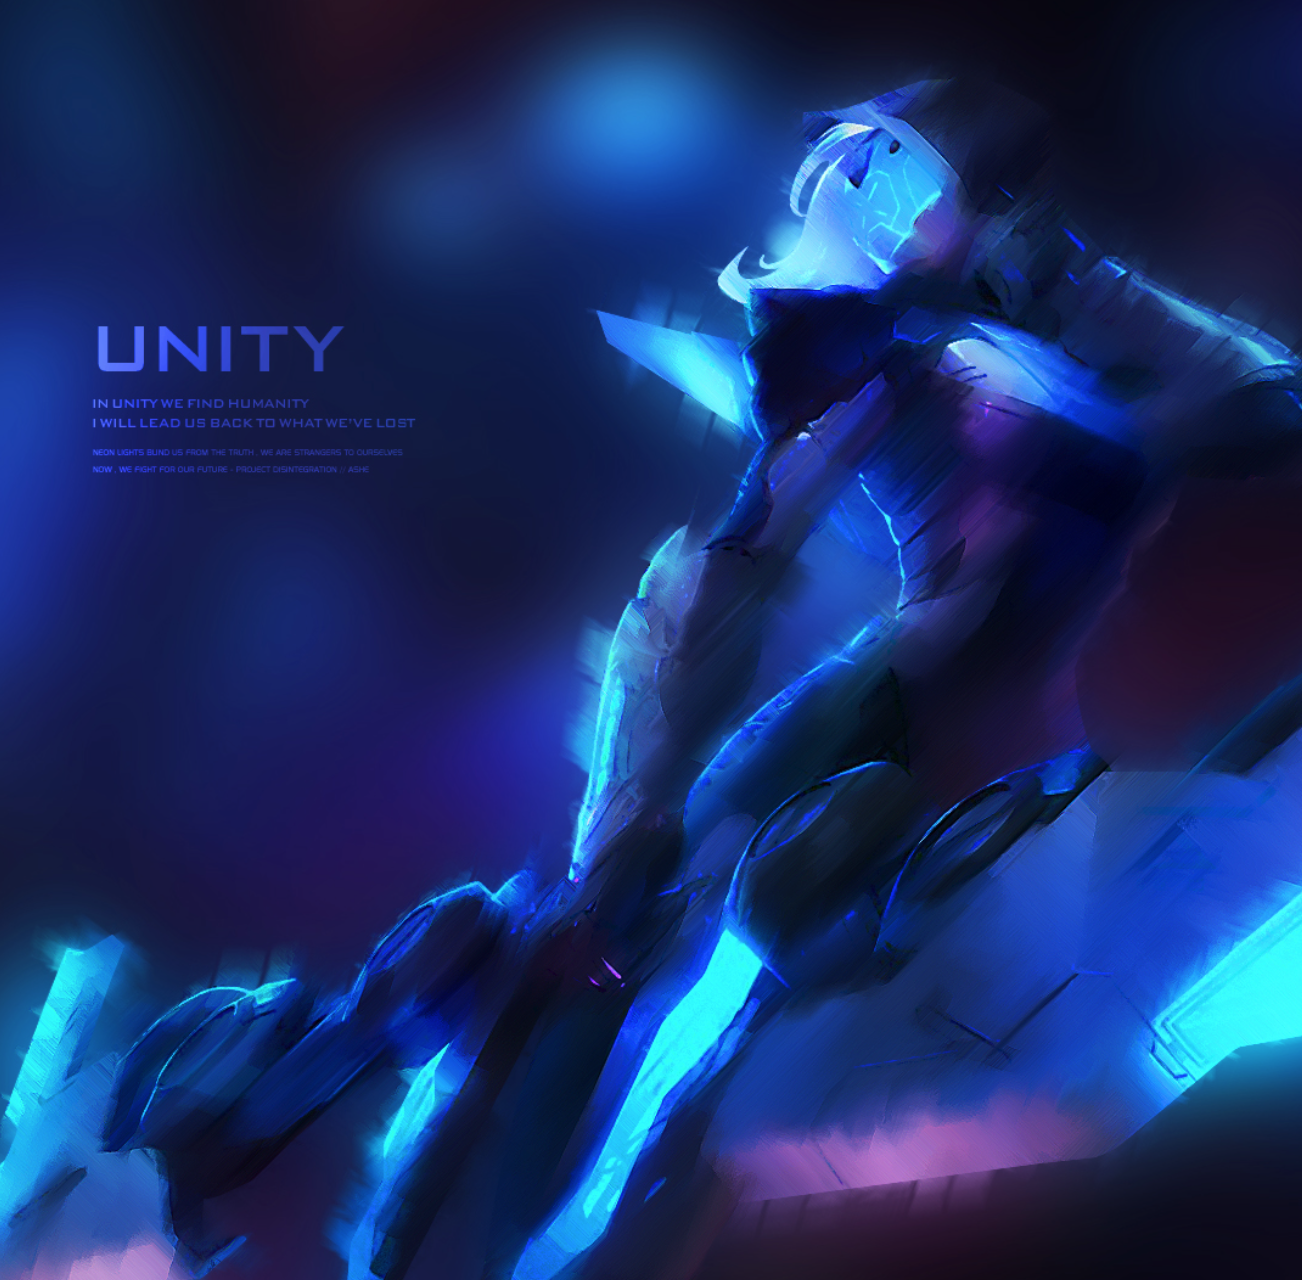 UNITY
IN UNITY WE FIND HUMANITY
I WILL LEAD US BACK TO WHAT WE'VE LOST
NEON LIGHTS BLIND US FROM THE TRUTH . WE ARE STRANGERS TO OURSELVES
NOW , WE FIGHT FOR OUR FUTURE - PROJECT DISINTEGRATION // ASHE